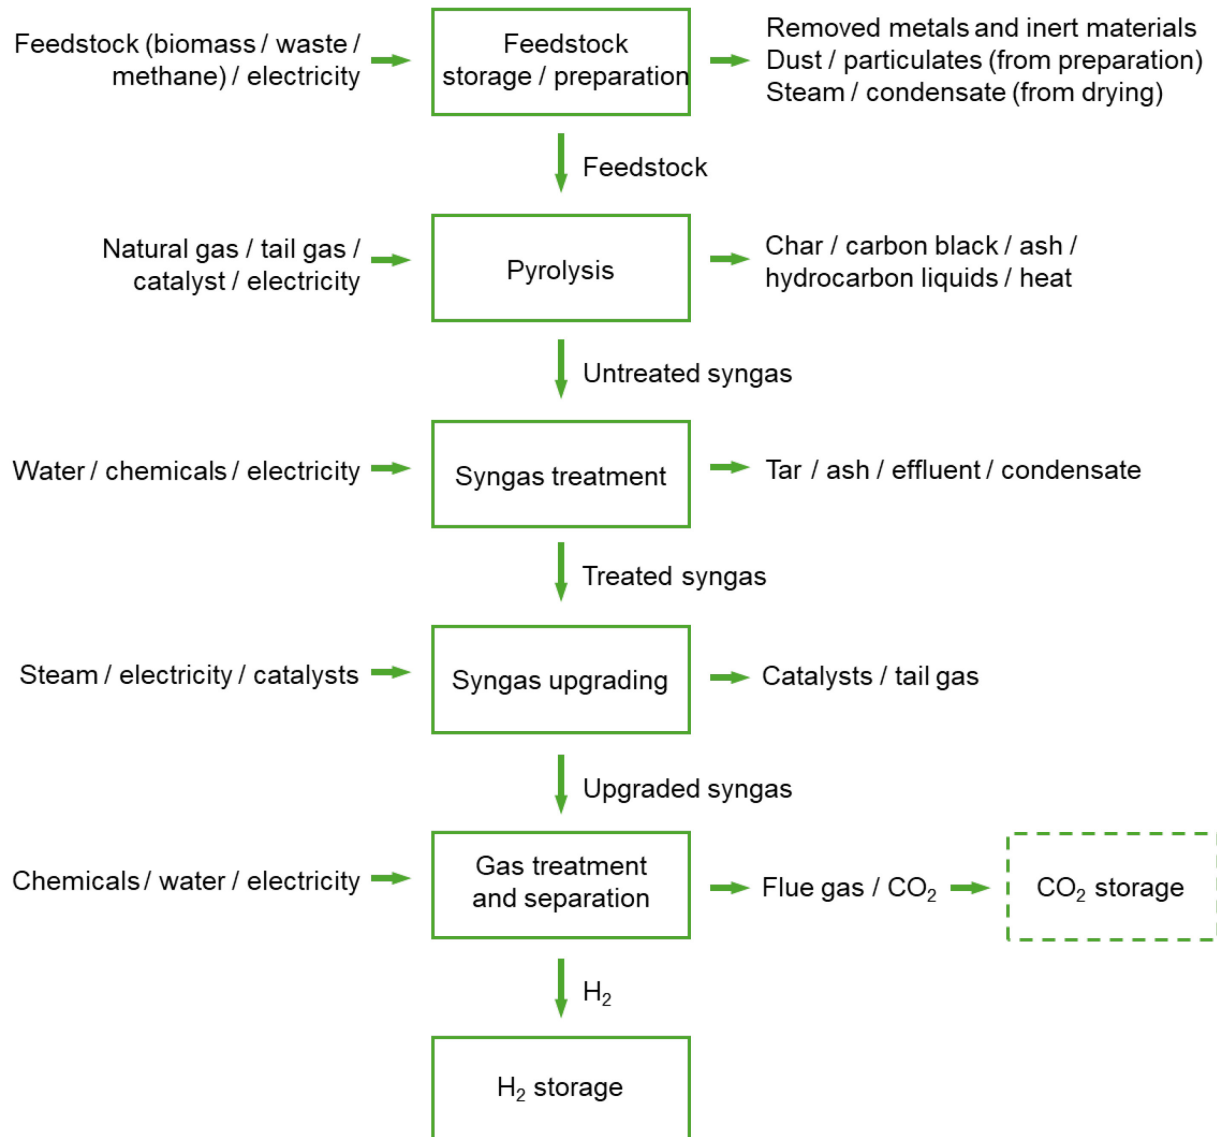 Feedstock (biomass / waste /
methane) / electricity
Feedstock
storage / preparation
Removed metals and inert materials
Dust / particulates (from preparation)
Steam / condensate (from drying)
Feedstock
Natural gas / tail gas /
catalyst / electricity
Pyrolysis
Char / carbon black / ash /
hydrocarbon liquids / heat
Untreated syngas
Water / chemicals / electricity
Syngas treatment
Tar / ash / effluent / condensate
Treated syngas
Steam / electricity / catalysts
Syngas upgrading
Catalysts / tail gas
Upgraded syngas
Chemicals / water / electricity
Gas treatment
and separation
Flue gas / CO₂
CO₂ storage
H₂
H₂ storage